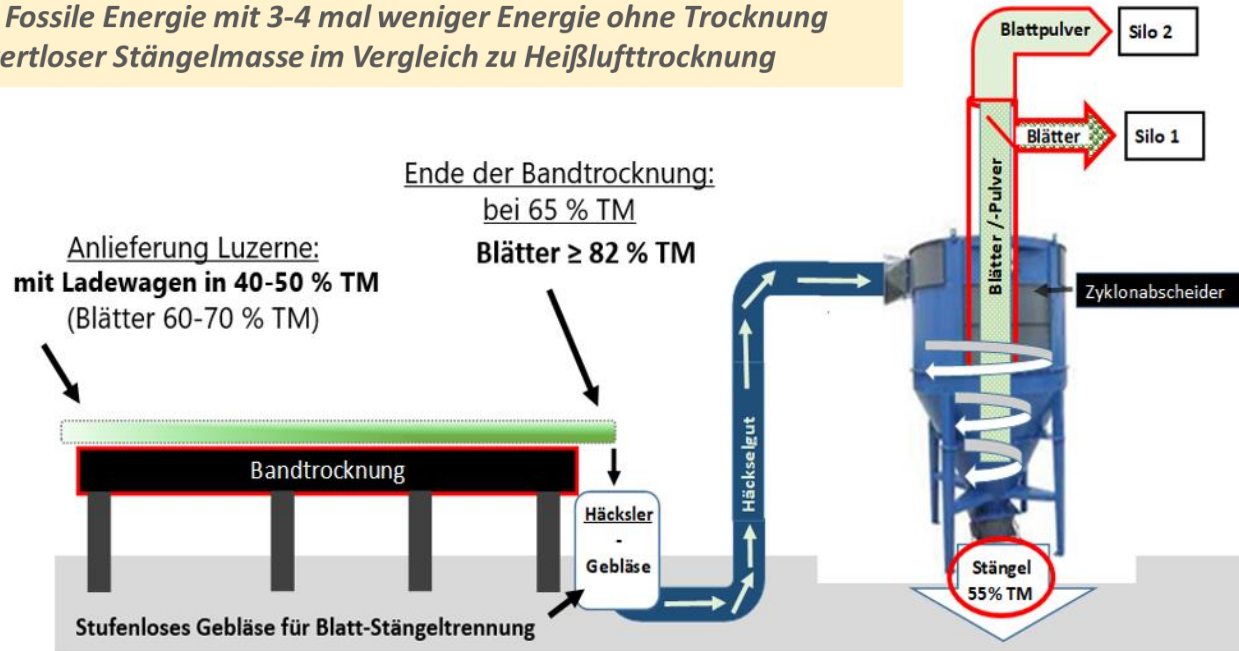 Fossile Energie mit 3-4 mal weniger Energie ohne Trocknung
Stängelmasse im Vergleich zu Heißlufttrocknung
Blattpulver
Silo 2
Blätter
Silo 1
Blätter /-Pulver
Zyklonabscheider
Anlieferung Luzerne:
mit Ladewagen in 40-50 % TM
(Blätter 60-70 % TM)
Ende der Bandtrocknung:
bei 65 % TM
Blätter ≥ 82 % TM
Bandtrocknung
Häcksler
-
Gebläse
Häckselgut
Stängel
55% TM
Stufenloses Gebläse für Blatt-Stängeltrennung